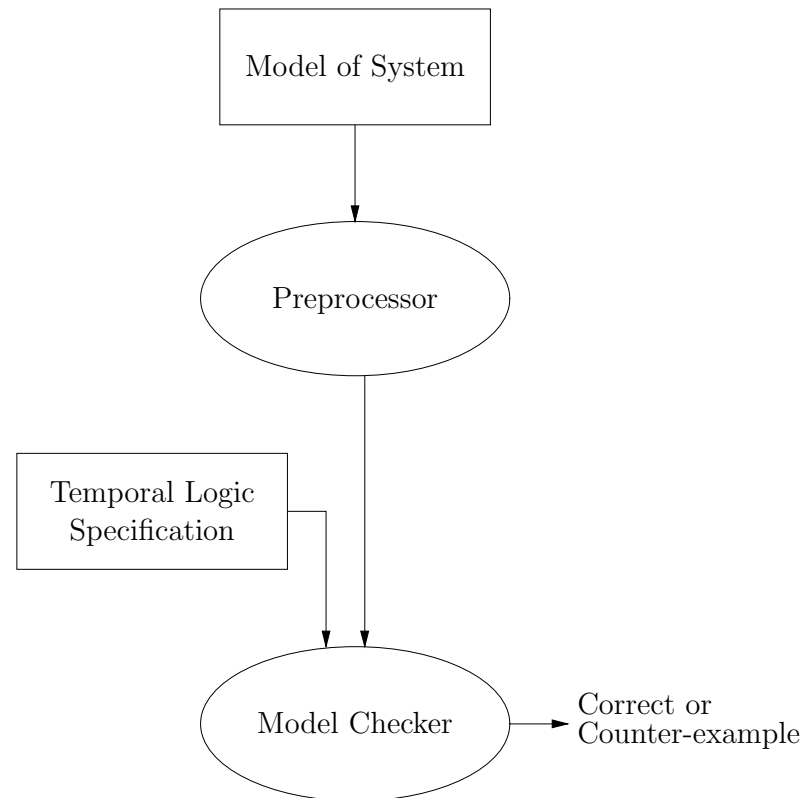 Model of System
Preprocessor
Temporal Logic
Specification
Model Checker
Correct or
Counter-example